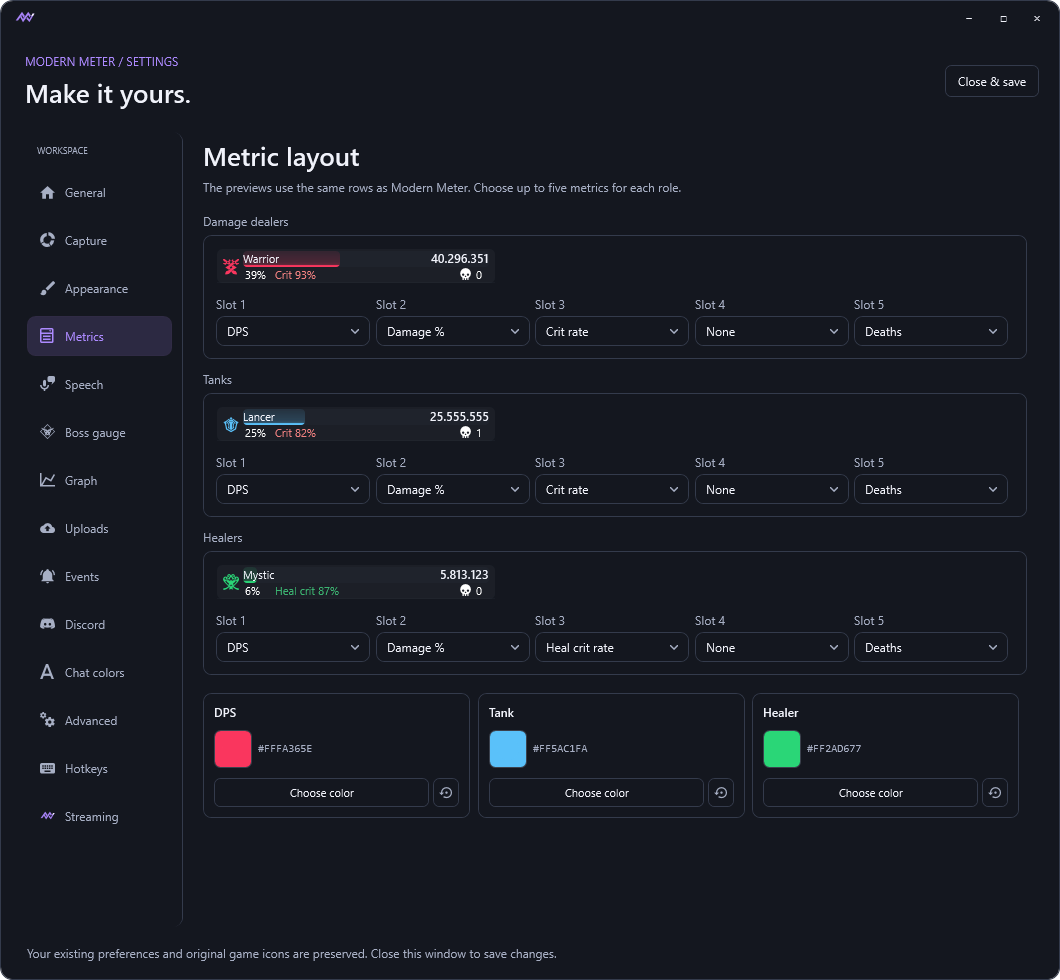 MODERN METER / SETTINGS
Make it yours.
Close & save
WORKSPACE
General
Capture
Appearance
Metrics
Speech
Boss gauge
Graph
Uploads
Events
Discord
Chat colors
Advanced
Hotkeys
Streaming
Metric layout
The previews use the same rows as Modern Meter. Choose up to five metrics for each role.
Damage dealers
Warrior 40.296.351
39% Crit 93% 0
Slot 1 Slot 2 Slot 3 Slot 4 Slot 5
DPS Damage % Crit rate None Deaths
Tanks
Lancer 25.555.555
25% Crit 82% 1
Slot 1 Slot 2 Slot 3 Slot 4 Slot 5
DPS Damage % Crit rate None Deaths
Healers
Mystic 5.813.123
6% Heal crit 87% 0
Slot 1 Slot 2 Slot 3 Slot 4 Slot 5
DPS Damage % Heal crit rate None Deaths
DPS
#FFFA365E
Choose color
Tank
#FF5AC1FA
Choose color
Healer
#FF2AD677
Choose color
Your existing preferences and original game icons are preserved. Close this window to save changes.